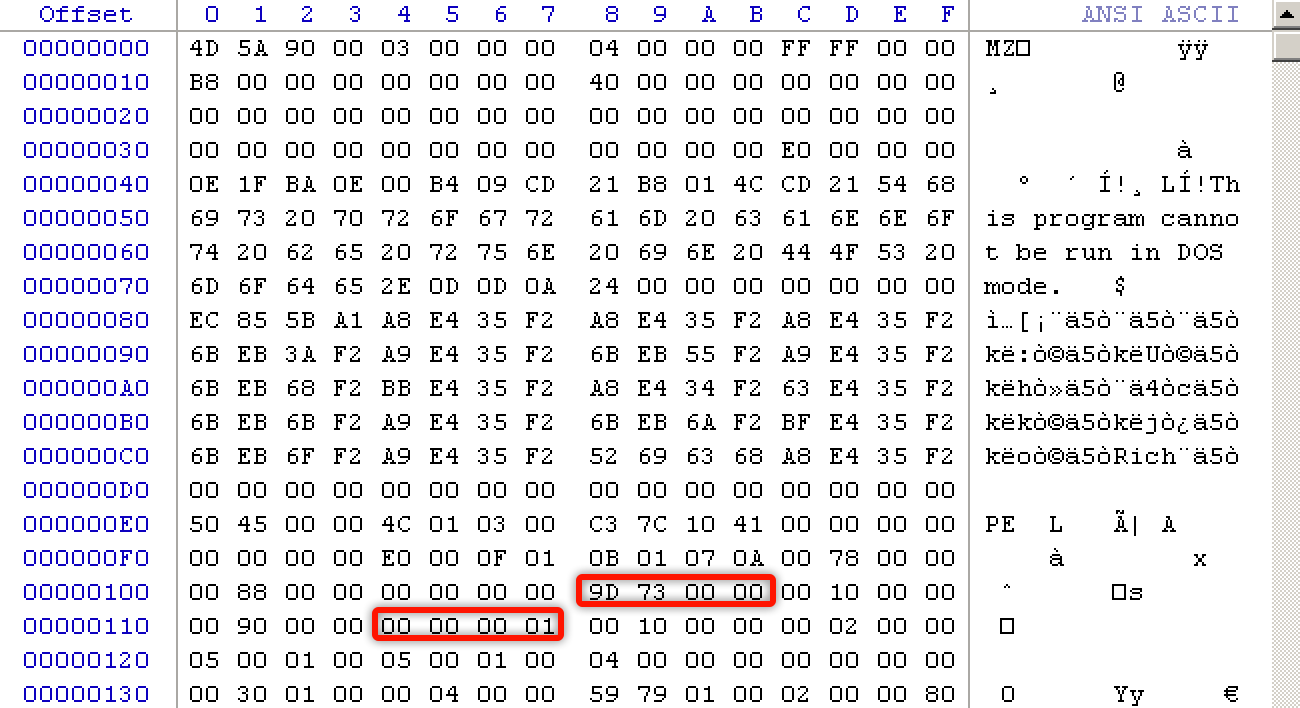 Offset 0 1 2 3 4 5 6 7 8 9 A B C D E F ANSI ASCII
00000000 4D 5A 90 00 03 00 00 00 04 00 00 00 FF FF 00 00 MZ□ ÿÿ
00000010 B8 00 00 00 00 00 00 00 40 00 00 00 00 00 00 00 ¸ @
00000020 00 00 00 00 00 00 00 00 00 00 00 00 00 00 00 00
00000030 00 00 00 00 00 00 00 00 00 00 00 00 E0 00 00 00 à
00000040 0E 1F BA 0E 00 B4 09 CD 21 B8 01 4C CD 21 54 68 º ´ Í!¸ LÍ!Th
00000050 69 73 20 70 72 6F 67 72 61 6D 20 63 61 6E 6E 6F is program canno
00000060 74 20 62 65 20 72 75 6E 20 69 6E 20 44 4F 53 20 t be run in DOS
00000070 6D 6F 64 65 2E 0D 0D 0A 24 00 00 00 00 00 00 00 mode. $
00000080 EC 85 5B A1 A8 E4 35 F2 A8 E4 35 F2 A8 E4 35 F2 ì…[¡¨ä5ò¨ä5ò¨ä5ò
00000090 6B EB 3A F2 A9 E4 35 F2 6B EB 55 F2 A9 E4 35 F2 kë:ò©ä5òkëUò©ä5ò
000000A0 6B EB 68 F2 BB E4 35 F2 A8 E4 34 F2 63 E4 35 F2 këhò»ä5ò¨ä4òcä5ò
000000B0 6B EB 6B F2 A9 E4 35 F2 6B EB 6A F2 BF E4 35 F2 këkò©ä5òkëjò¿ä5ò
000000C0 6B EB 6F F2 A9 E4 35 F2 52 69 63 68 A8 E4 35 F2 këoò©ä5òRich¨ä5ò
000000D0 00 00 00 00 00 00 00 00 00 00 00 00 00 00 00 00
000000E0 50 45 00 00 4C 01 03 00 C3 7C 10 41 00 00 00 00 PE L Ã| A
000000F0 00 00 00 00 E0 00 0F 01 0B 01 07 0A 00 78 00 00 à x
00000100 00 88 00 00 00 00 00 00 9D 73 00 00 00 10 00 00 ˆ □s
00000110 00 90 00 00 00 00 00 01 00 10 00 00 00 02 00 00 □
00000120 05 00 01 00 05 00 01 00 04 00 00 00 00 00 00 00
00000130 00 30 01 00 00 04 00 00 59 79 01 00 02 00 00 80 0 Yy €